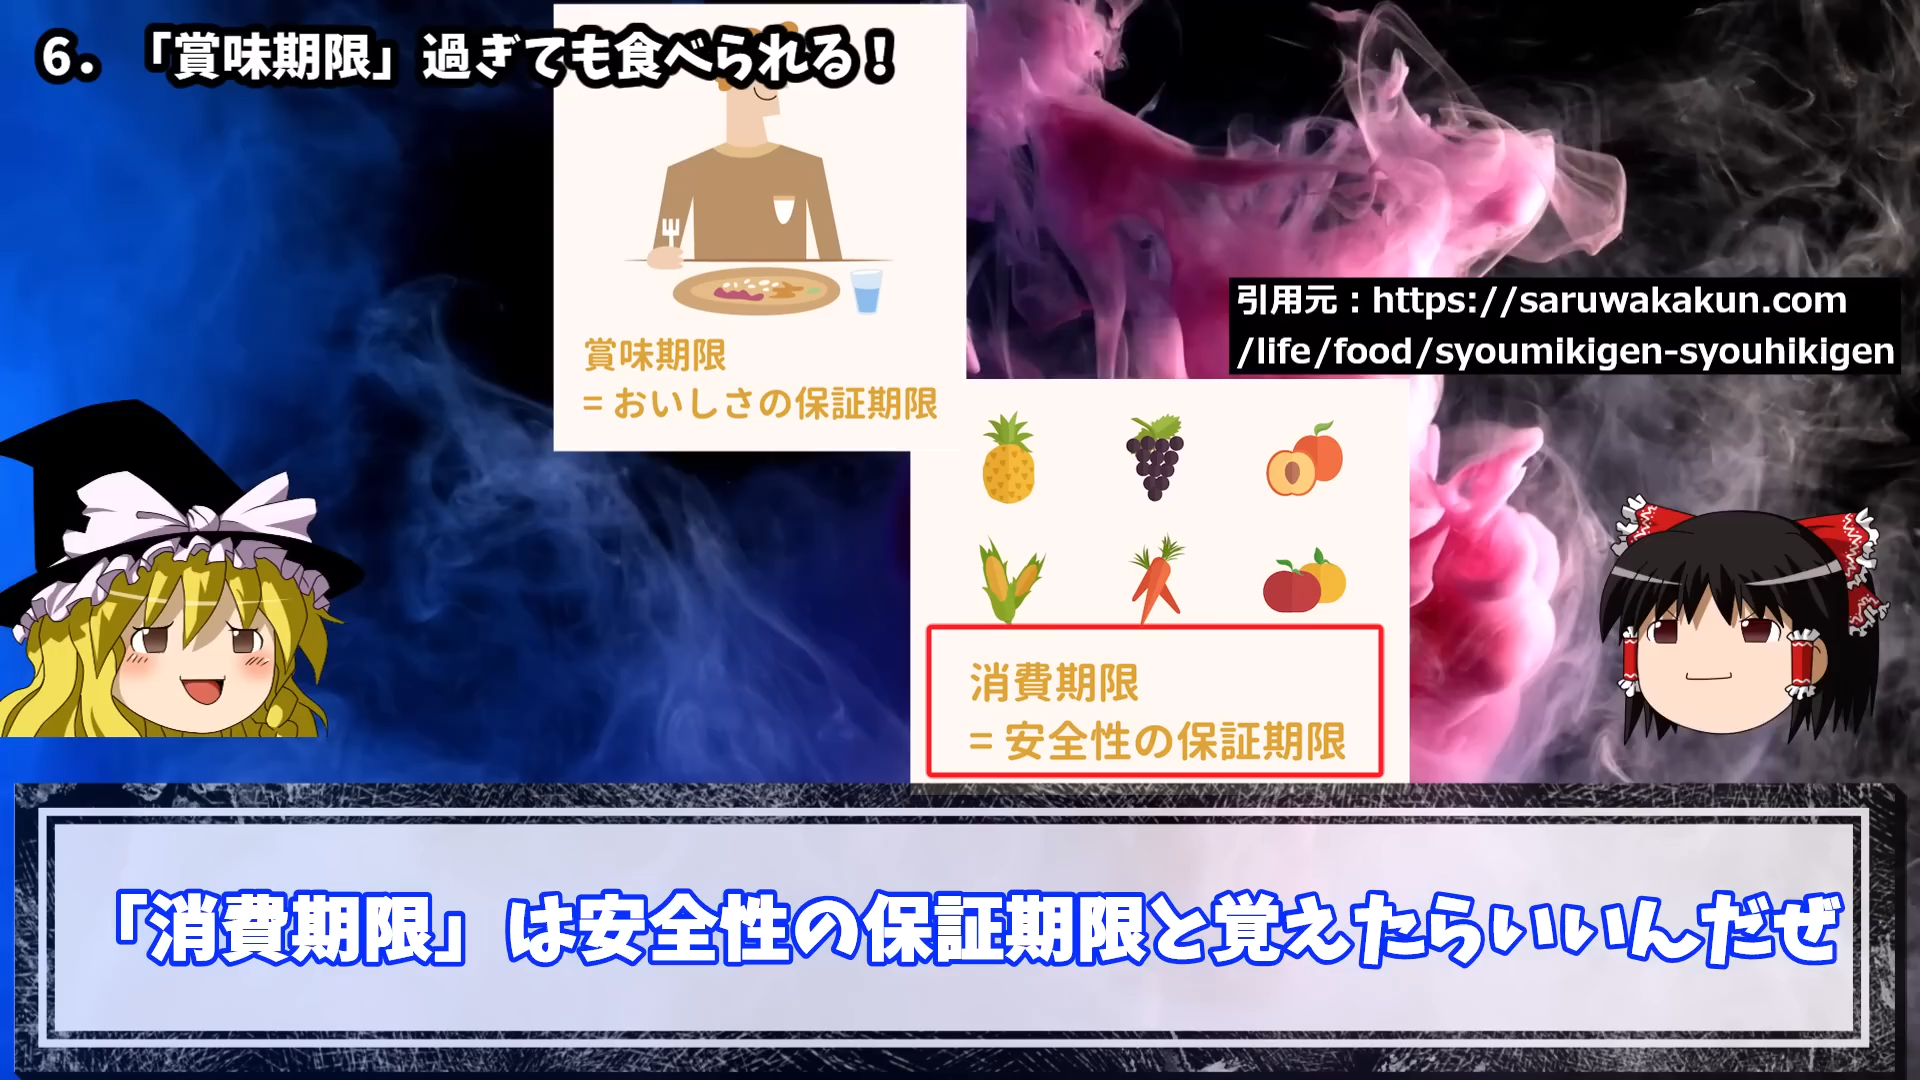 6．「賞味期限」過ぎても食べられる！
引用元：https://saruwakakun.com
/life/food/syoumikigen-syouhikigen
賞味期限
= おいしさの保証期限
消費期限
= 安全性の保証期限
「消費期限」は安全性の保証期限と覚えたらいいんだぜ